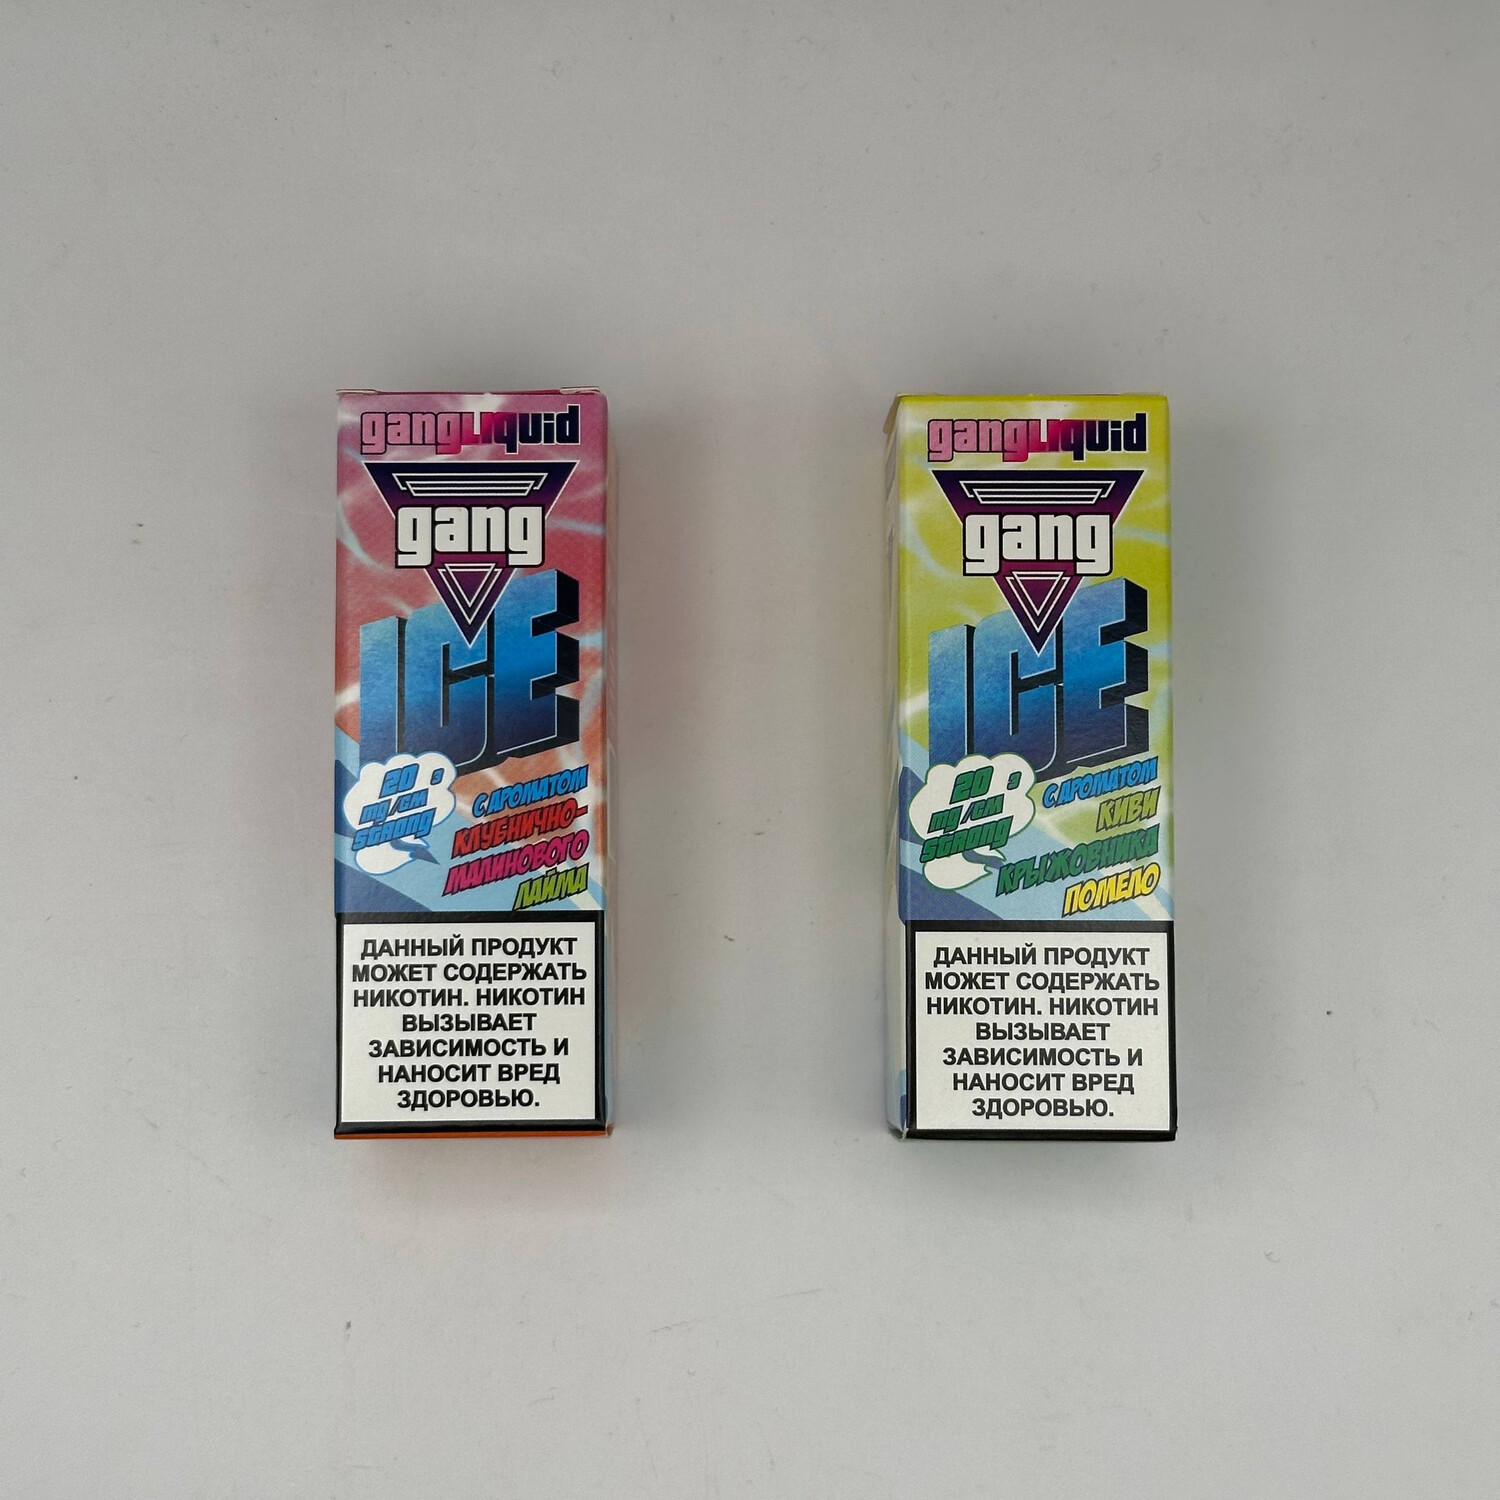 gangLiquid
gang
ICE
20
mg/cm³
strong
С АРОМАТОМ
КЛУБНИЧНО-
МАЛИНОВОГО
ЛАЙМА
ДАННЫЙ ПРОДУКТ
МОЖЕТ СОДЕРЖАТЬ
НИКОТИН. НИКОТИН
ВЫЗЫВАЕТ
ЗАВИСИМОСТЬ И
НАНОСИТ ВРЕД
ЗДОРОВЬЮ.
gangLiquid
gang
ICE
20
mg/cm³
strong
С АРОМАТОМ
КИВИ
КРЫЖОВНИКА
ПОМЕЛО
ДАННЫЙ ПРОДУКТ
МОЖЕТ СОДЕРЖАТЬ
НИКОТИН. НИКОТИН
ВЫЗЫВАЕТ
ЗАВИСИМОСТЬ И
НАНОСИТ ВРЕД
ЗДОРОВЬЮ.